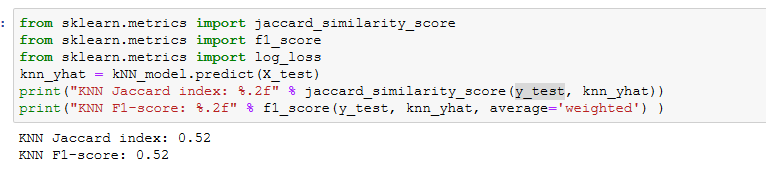 : from sklearn.metrics import jaccard_similarity_score
from sklearn.metrics import f1_score
from sklearn.metrics import log_loss
knn_yhat = kNN_model.predict(X_test)
print("KNN Jaccard index: %.2f" % jaccard_similarity_score(y_test, knn_yhat))
print("KNN F1-score: %.2f" % f1_score(y_test, knn_yhat, average='weighted') )
KNN Jaccard index: 0.52
KNN F1-score: 0.52